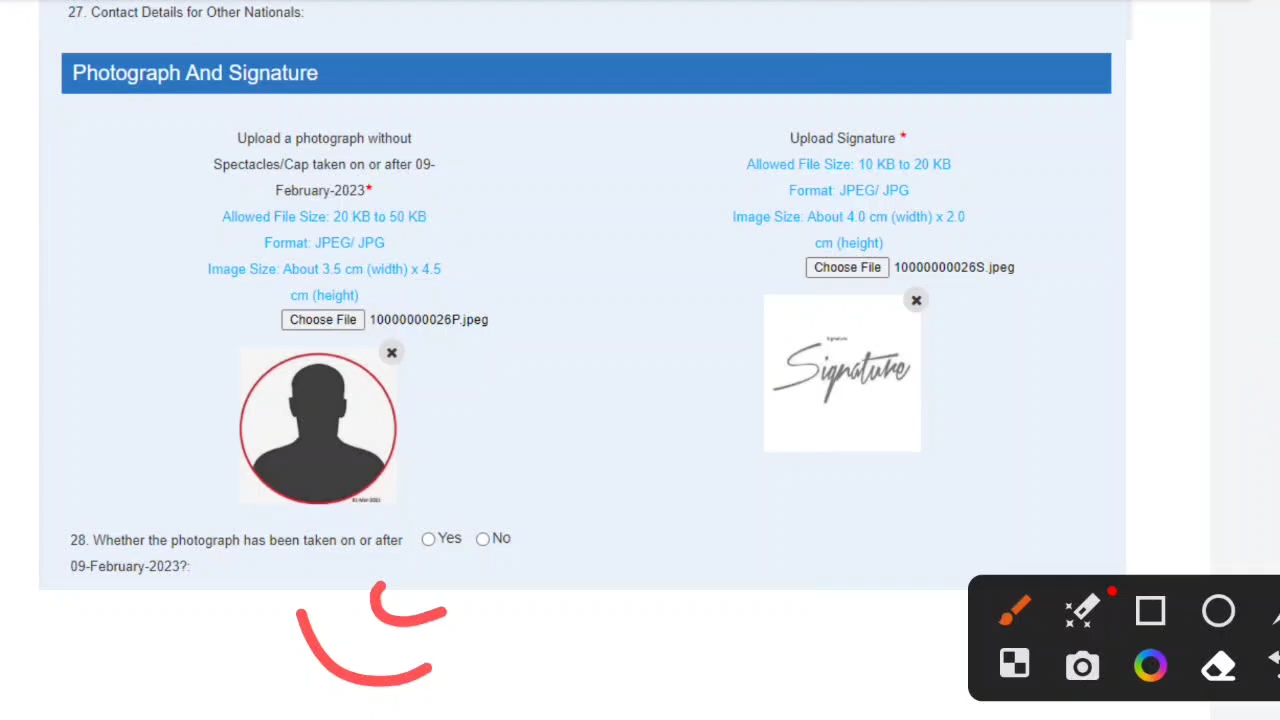 27. Contact Details for Other Nationals:
Photograph And Signature
Upload a photograph without
Spectacles/Cap taken on or after 09-
February-2023*
Allowed File Size: 20 KB to 50 KB
Format: JPEG/ JPG
Image Size: About 3.5 cm (width) x 4.5
cm (height)
Choose File 10000000026P.jpeg
Upload Signature *
Allowed File Size: 10 KB to 20 KB
Format: JPEG/ JPG
Image Size: About 4.0 cm (width) x 2.0
cm (height)
Choose File 10000000026S.jpeg
Signature
Signature
28. Whether the photograph has been taken on or after Yes No
09-February-2023?: